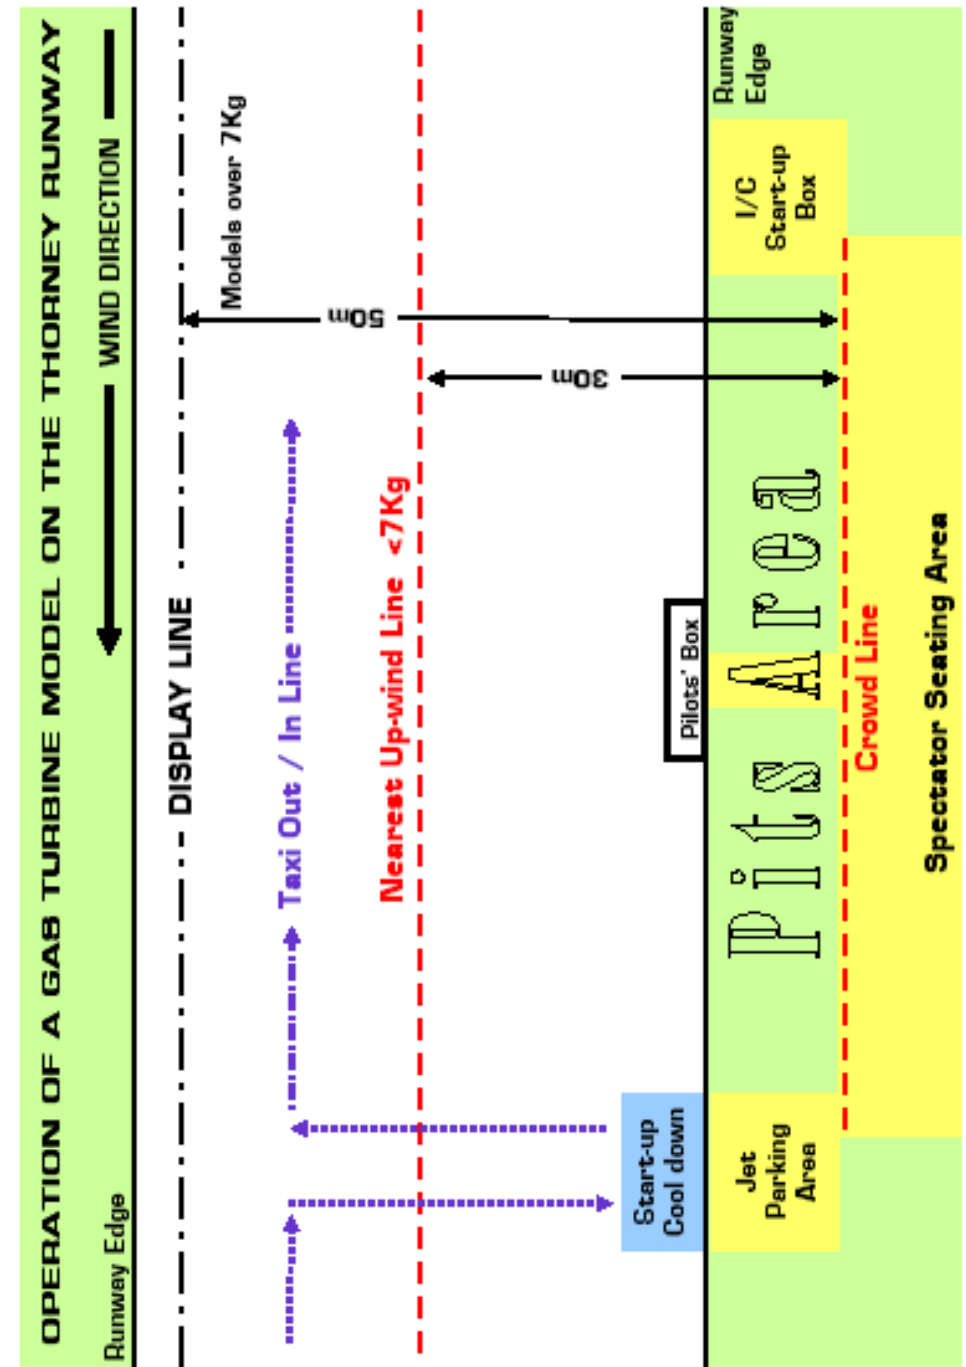 OPERATION OF A GAS TURBINE MODEL ON THE THORNEY RUNWAY
WIND DIRECTION
Runway Edge
DISPLAY LINE
Models over 7Kg
Taxi Out / In Line
50m
Nearest Up-wind Line <7Kg
30m
Start-up
Cool down
Pilots' Box
Runway
Edge
Jet
Parking
Area
Pits Area
I/C
Start-up
Box
Crowd Line
Spectator Seating Area